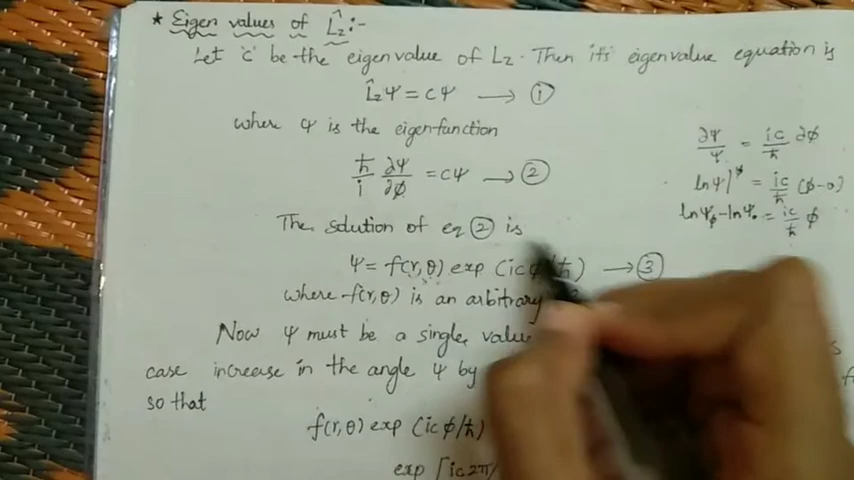 ★ Eigen values of L̂z :-
Let 'c' be the eigenvalue of Lz. Then its eigenvalue equation is
L̂zΨ = cΨ → ①
where Ψ is the eigen-function
ħ/i ∂Ψ/∂ϕ = cΨ → ②
The solution of eq ② is
Ψ = f(r,θ) exp (icϕ/ħ) → ③
where f(r,θ) is an arbitrary
Now Ψ must be a single
case increase in the angle Ψ by
so that
f(r,θ) exp (icϕ/ħ)
exp [ic2π/
∂Ψ/Ψ = ic/ħ ∂ϕ
lnΨ|ϕ = ic/ħ (ϕ-0)
lnΨϕ-lnΨ₀ = ic/ħ ϕ